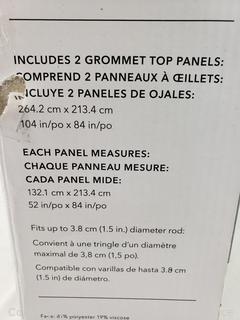 INCLUDES 2 GROMMET TOP PANELS:
COMPREND 2 PANNEAUX À ŒILLETS:
INCLUYE 2 PANELES DE OJALES:
264.2 cm x 213.4 cm
104 in/po x 84 in/po
EACH PANEL MEASURES:
CHAQUE PANNEAU MESURE:
CADA PANEL MIDE:
132.1 cm x 213.4 cm
52 in/po x 84 in/po
Fits up to 3.8 cm (1.5 in.) diameter rod:
Convient à une tringle d'un diamètre
maximal de 3,8 cm (1,5 po).
Compatible con varillas de hasta 3.8 cm
(1.5 in) de diámetro.
polyester 19% viscose